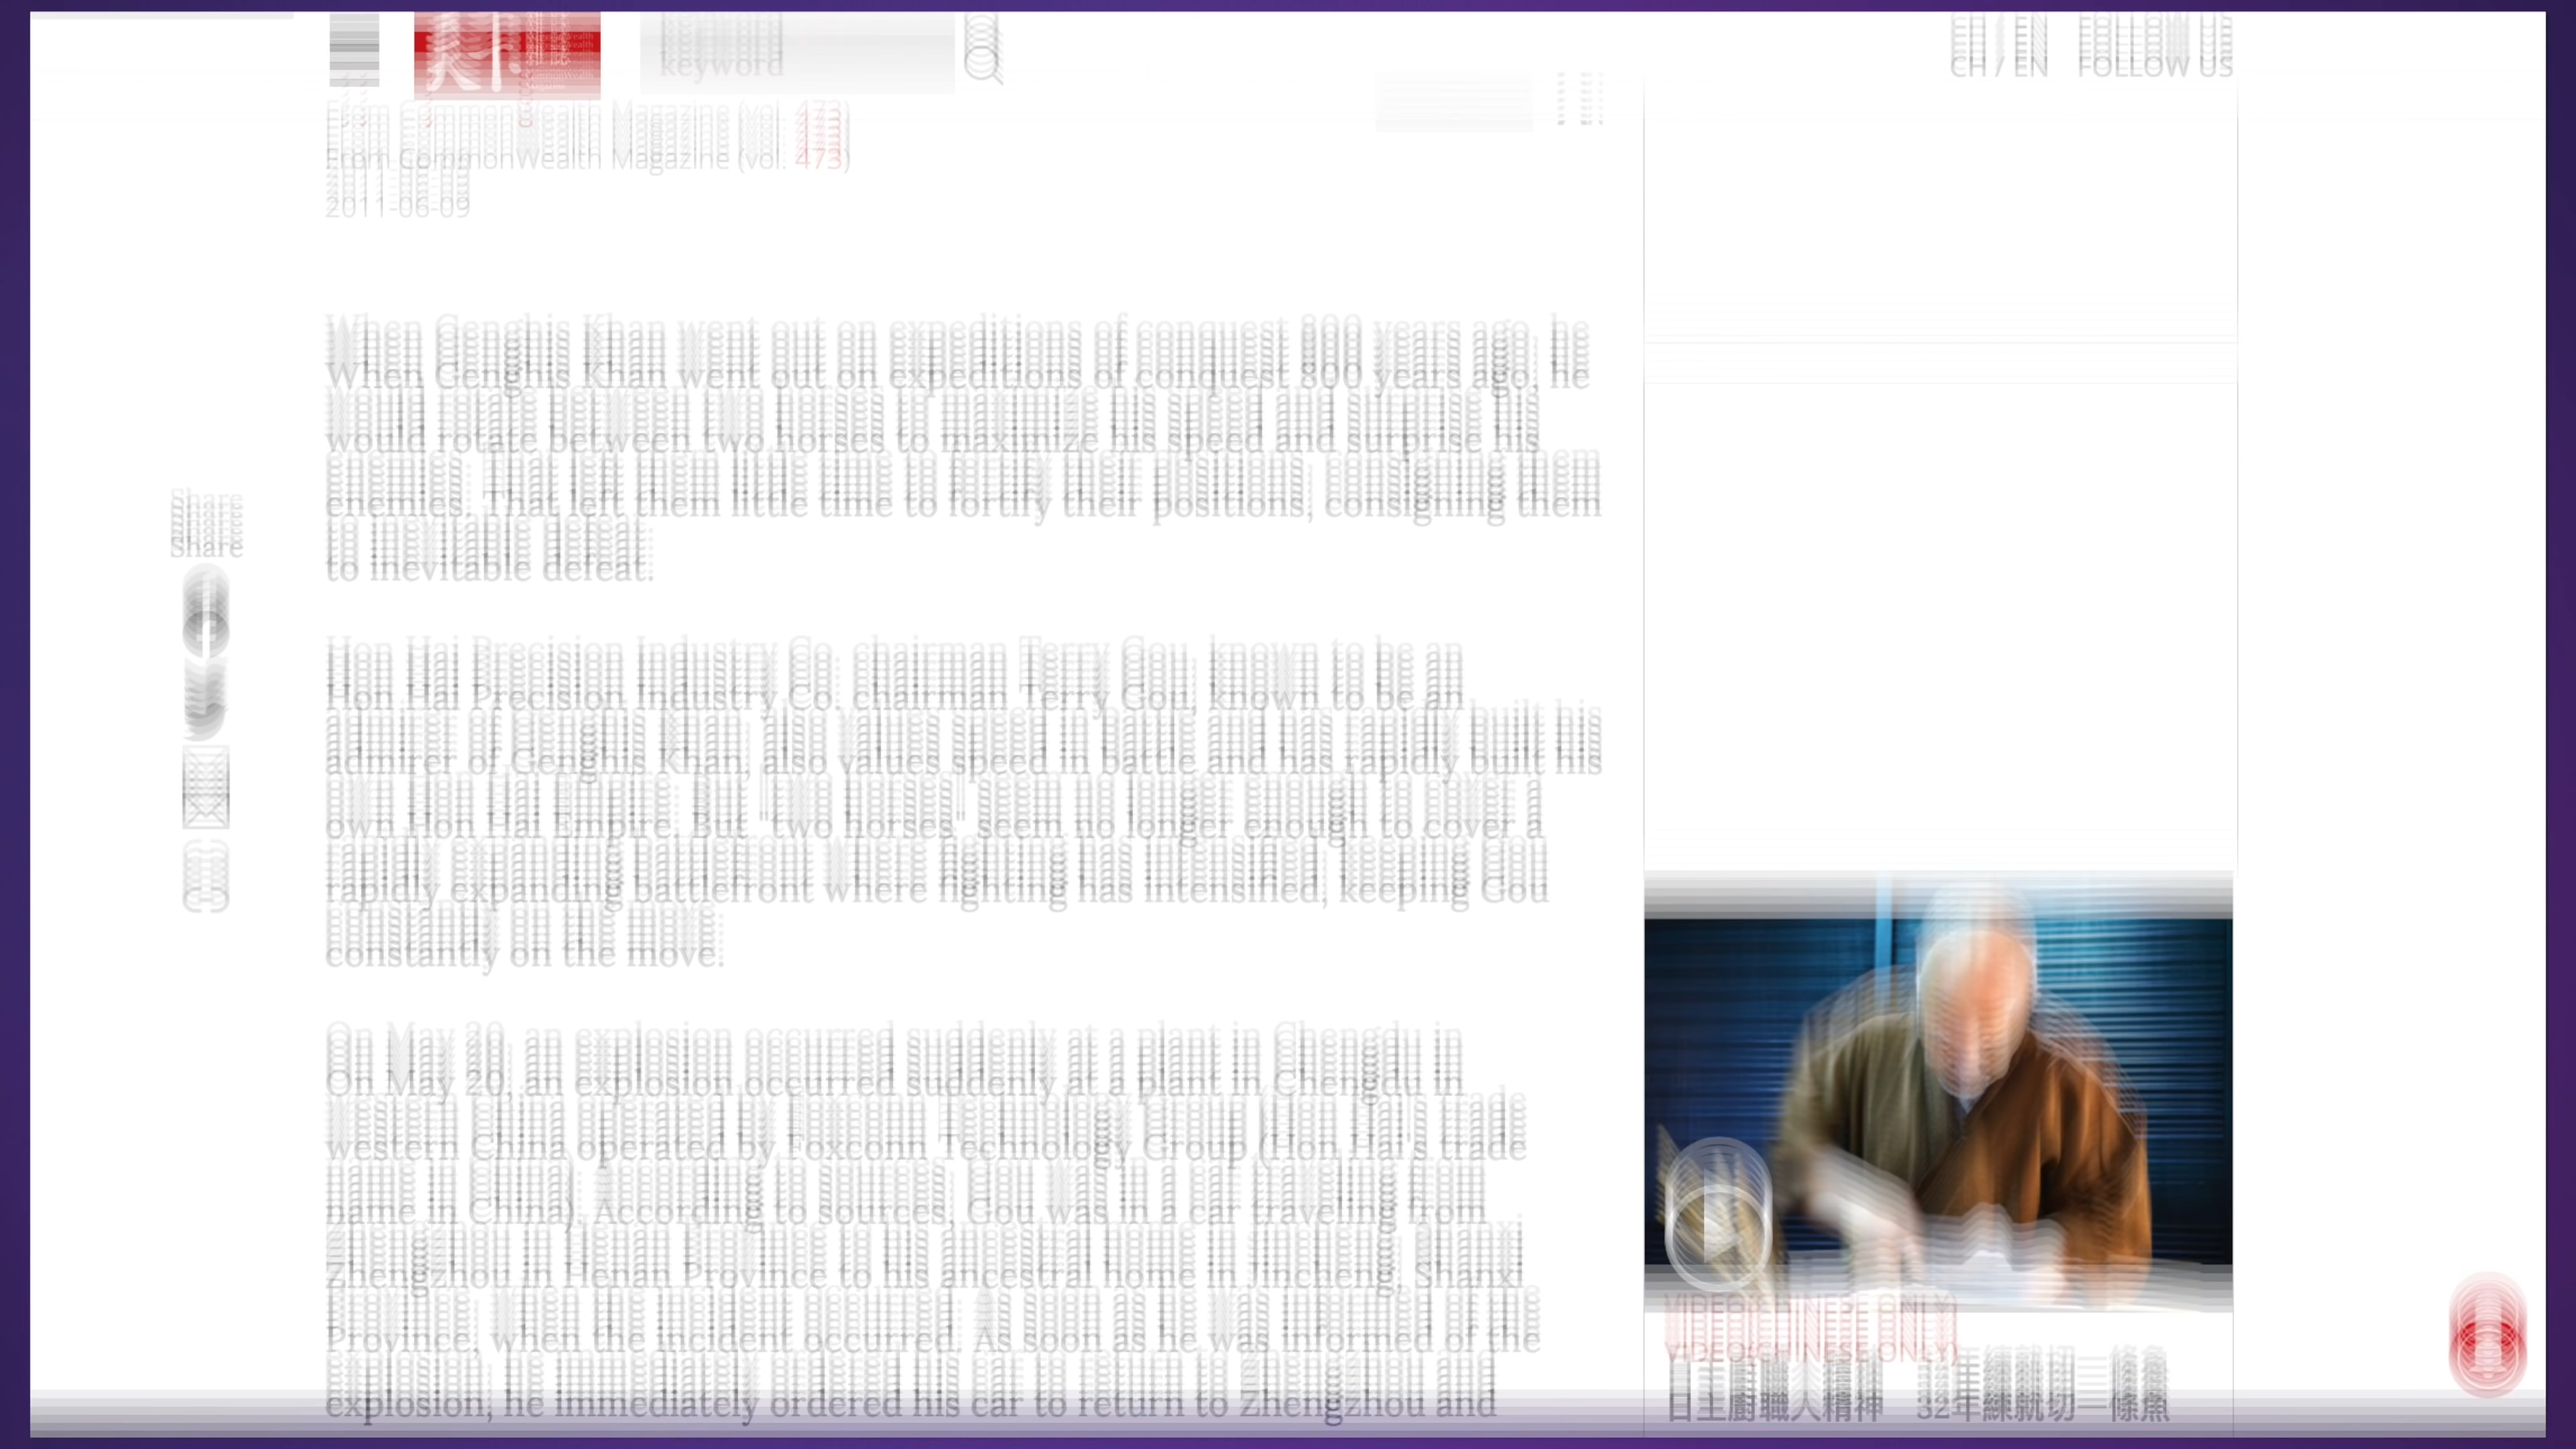 天下雜誌
keyword
CH / EN FOLLOW US
From CommonWealth Magazine (vol. 473)
2011-06-09
When Genghis Khan went out on expeditions of conquest 800 years ago, he
would rotate between two horses to maximize his speed and surprise his
enemies. That left them little time to fortify their positions, consigning them
to inevitable defeat.
Share
Hon Hai Precision Industry Co. chairman Terry Gou, known to be an
admirer of Genghis Khan, also values speed in battle and has rapidly built his
own Hon Hai Empire. But "two horses" seem no longer enough to cover a
rapidly expanding battlefront where fighting has intensified, keeping Gou
constantly on the move.
On May 20, an explosion occurred suddenly at a plant in Chengdu in
western China operated by Foxconn Technology Group (Hon Hai's trade
name in China). According to sources, Gou was in a car traveling from
Zhengzhou in Henan Province to his ancestral home in Jincheng, Shanxi
Province, when the incident occurred. As soon as he was informed of the
explosion, he immediately ordered his car to return to Zhengzhou and
VIDEO(CHINESE ONLY)
日主廚職人精神 32年練就切一條魚